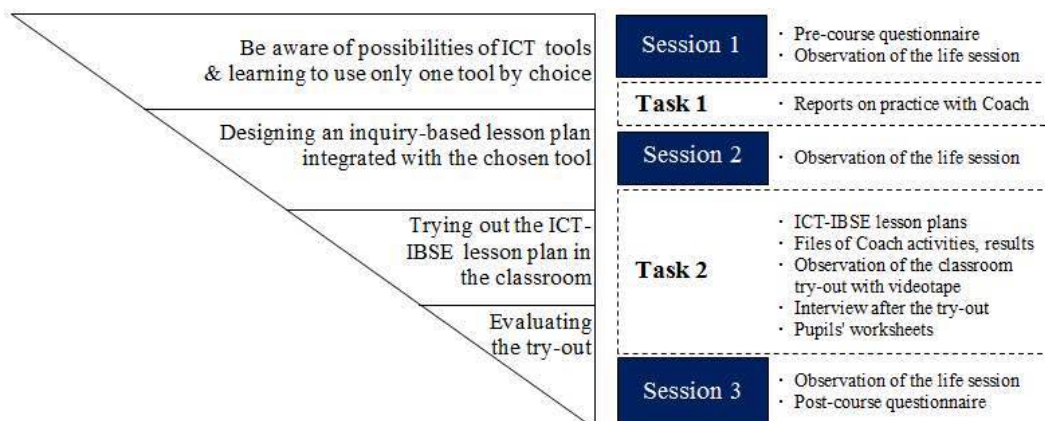 Be aware of possibilities of ICT tools
& learning to use only one tool by choice
Designing an inquiry-based lesson plan
integrated with the chosen tool
Trying out the ICT-
IBSE lesson plan in
the classroom
Evaluating
the try-out
Session 1
· Pre-course questionnaire
· Observation of the life session
Task 1
· Reports on practice with Coach
Session 2
· Observation of the life session
Task 2
· ICT-IBSE lesson plans
· Files of Coach activities, results
· Observation of the classroom
try-out with videotape
· Interview after the try-out
· Pupils' worksheets
Session 3
· Observation of the life session
· Post-course questionnaire